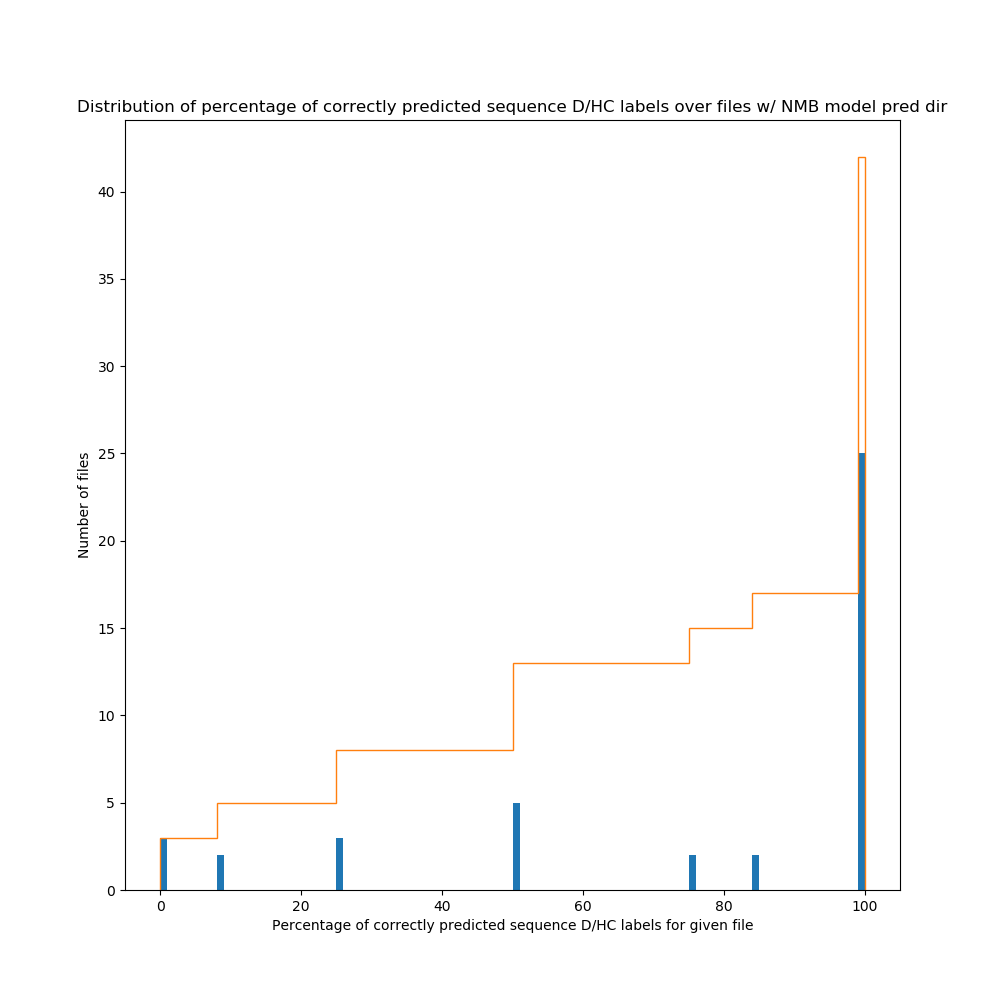 Distribution of percentage of correctly predicted sequence D/HC labels over files w/ NMB model pred dir
40
35
30
25
20
15
10
5
0
Number of files
0 20 40 60 80 100
Percentage of correctly predicted sequence D/HC labels for given file